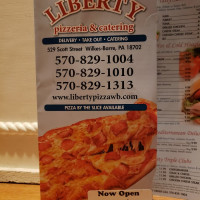 LIBERTY
pizzeria & catering
DELIVERY • TAKE OUT • CATERING
529 Scott Street Wilkes-Barre, PA 18702
570-829-1004
570-829-1010
570-829-1313
www.libertypizzawb.com
PIZZA BY THE SLICE AVAILABLE
Now Open